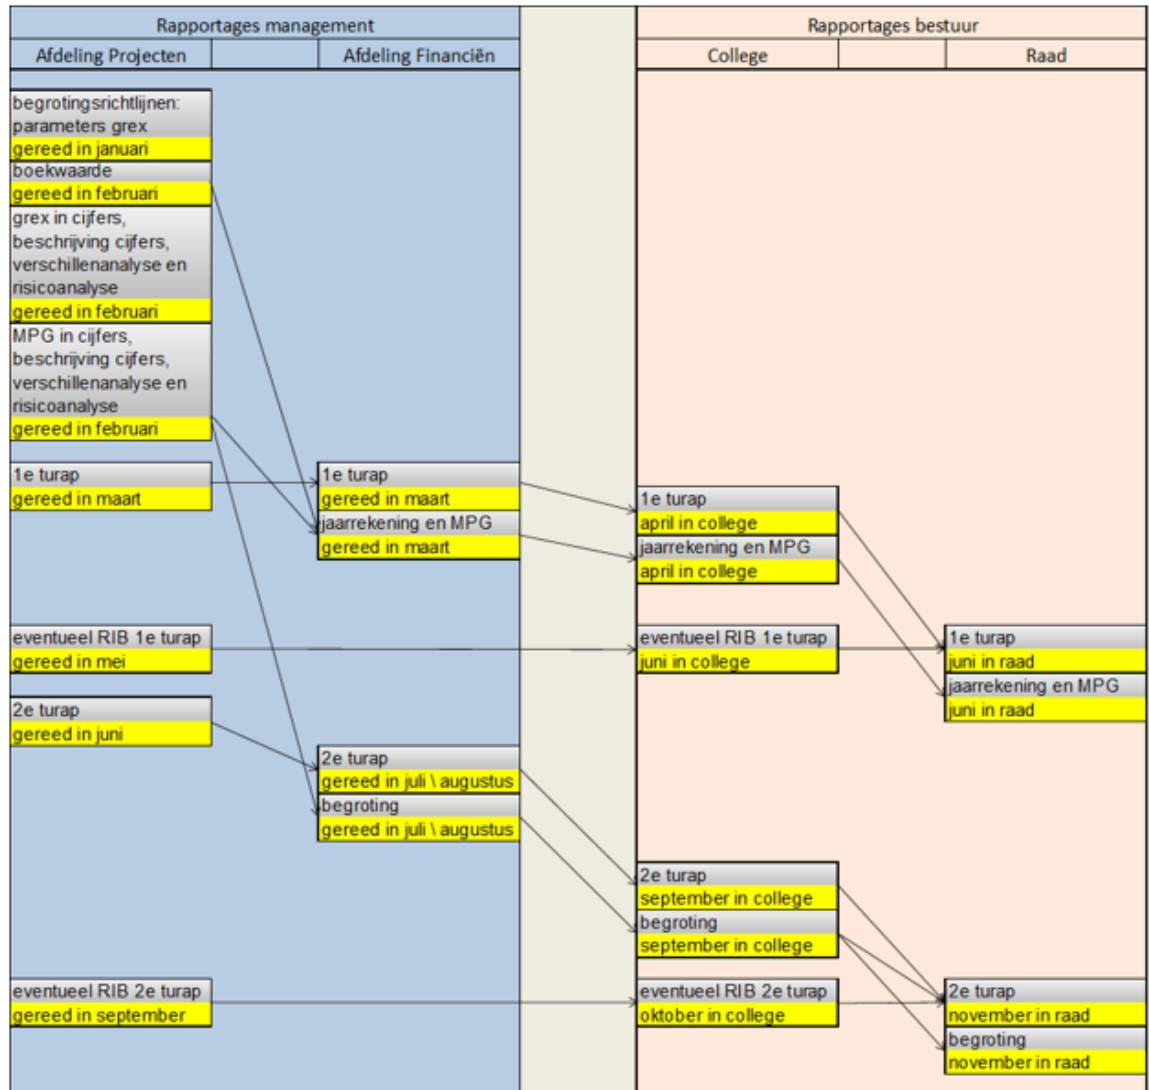 Rapportages management
Rapportages bestuur
Afdeling Projecten
Afdeling Financiën
College
Raad
begrotingsrichtlijnen:
parameters grex
gereed in januari
boekwaarde
gereed in februari
grex in cijfers,
beschrijving cijfers,
verschillenanalyse en
risicoanalyse
gereed in februari
MPG in cijfers,
beschrijving cijfers,
verschillenanalyse en
risicoanalyse
gereed in februari
1e turap
gereed in maart
1e turap
gereed in maart
jaarrekening en MPG
gereed in maart
1e turap
april in college
jaarrekening en MPG
april in college
eventueel RIB 1e turap
gereed in mei
eventueel RIB 1e turap
juni in college
1e turap
juni in raad
jaarrekening en MPG
juni in raad
2e turap
gereed in juni
2e turap
gereed in juli \ augustus
begroting
gereed in juli \ augustus
2e turap
september in college
begroting
september in college
eventueel RIB 2e turap
gereed in september
eventueel RIB 2e turap
oktober in college
2e turap
november in raad
begroting
november in raad